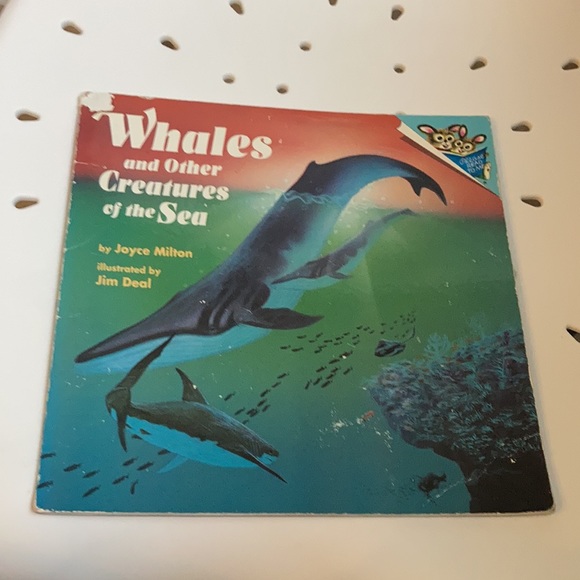 Whales
and Other
Creatures
of the Sea
by Joyce Milton
illustrated by
Jim Deal